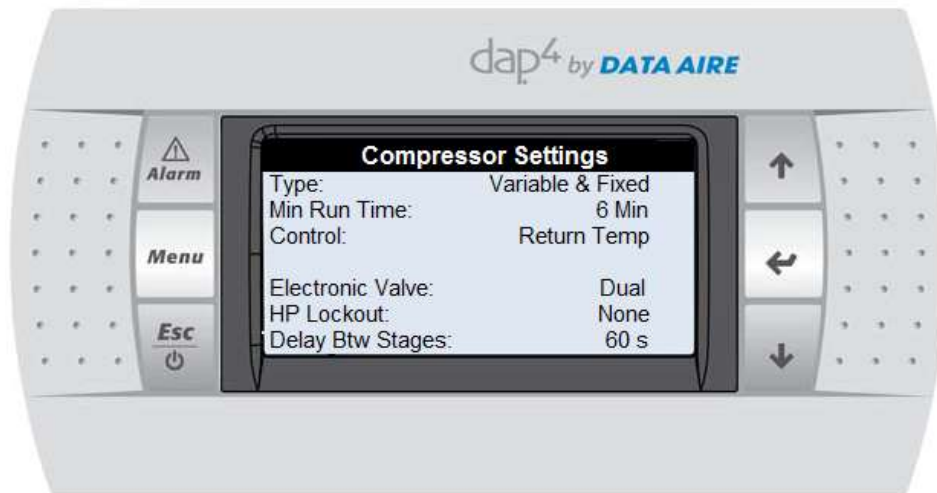 dap4 by DATA AIRE
Alarm
Menu
Esc
Compressor Settings
Type: Variable & Fixed
Min Run Time: 6 Min
Control: Return Temp
Electronic Valve: Dual
HP Lockout: None
Delay Btw Stages: 60 s